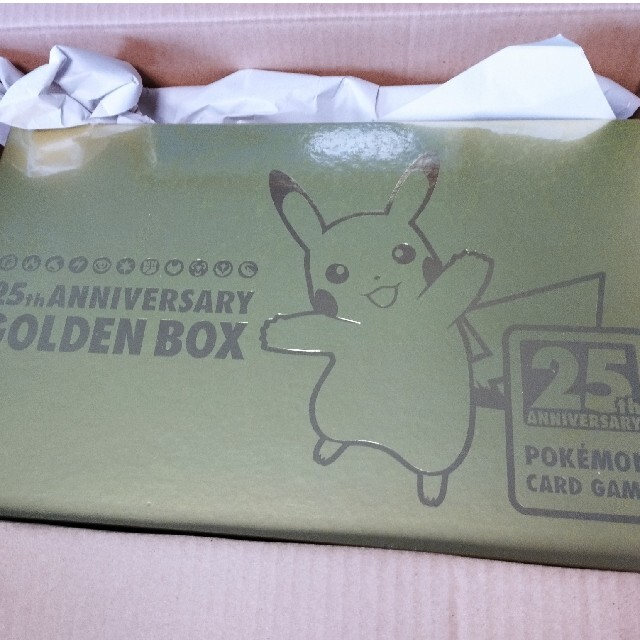 25th ANNIVERSARY
GOLDEN BOX
25th
ANNIVERSARY
POKÉMON
CARD GAME